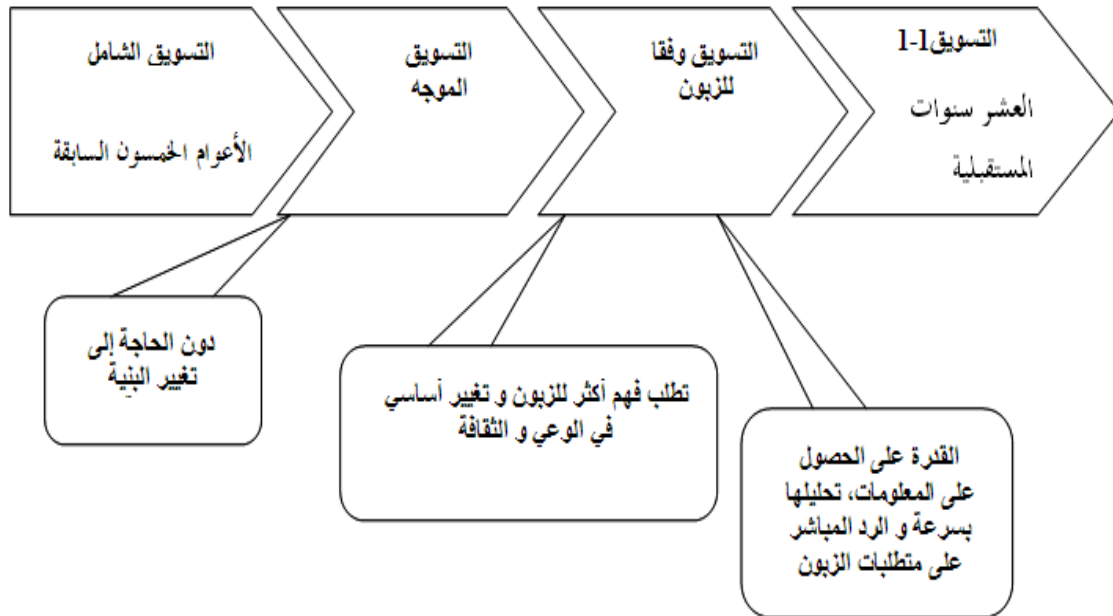 التسويق الشامل
الأعوام الخمسون السابقة
التسويق
الموجه
التسويق وفقا
للزبون
التسويق1-1
العشر سنوات
المستقبلية
دون الحاجة إلى
تغيير البنية
تطلب فهم أكثر للزبون و تغيير أساسي
في الوعي و الثقافة
القدرة على الحصول
على المعلومات، تحليلها
بسرعة و الرد المباشر
على متطلبات الزبون